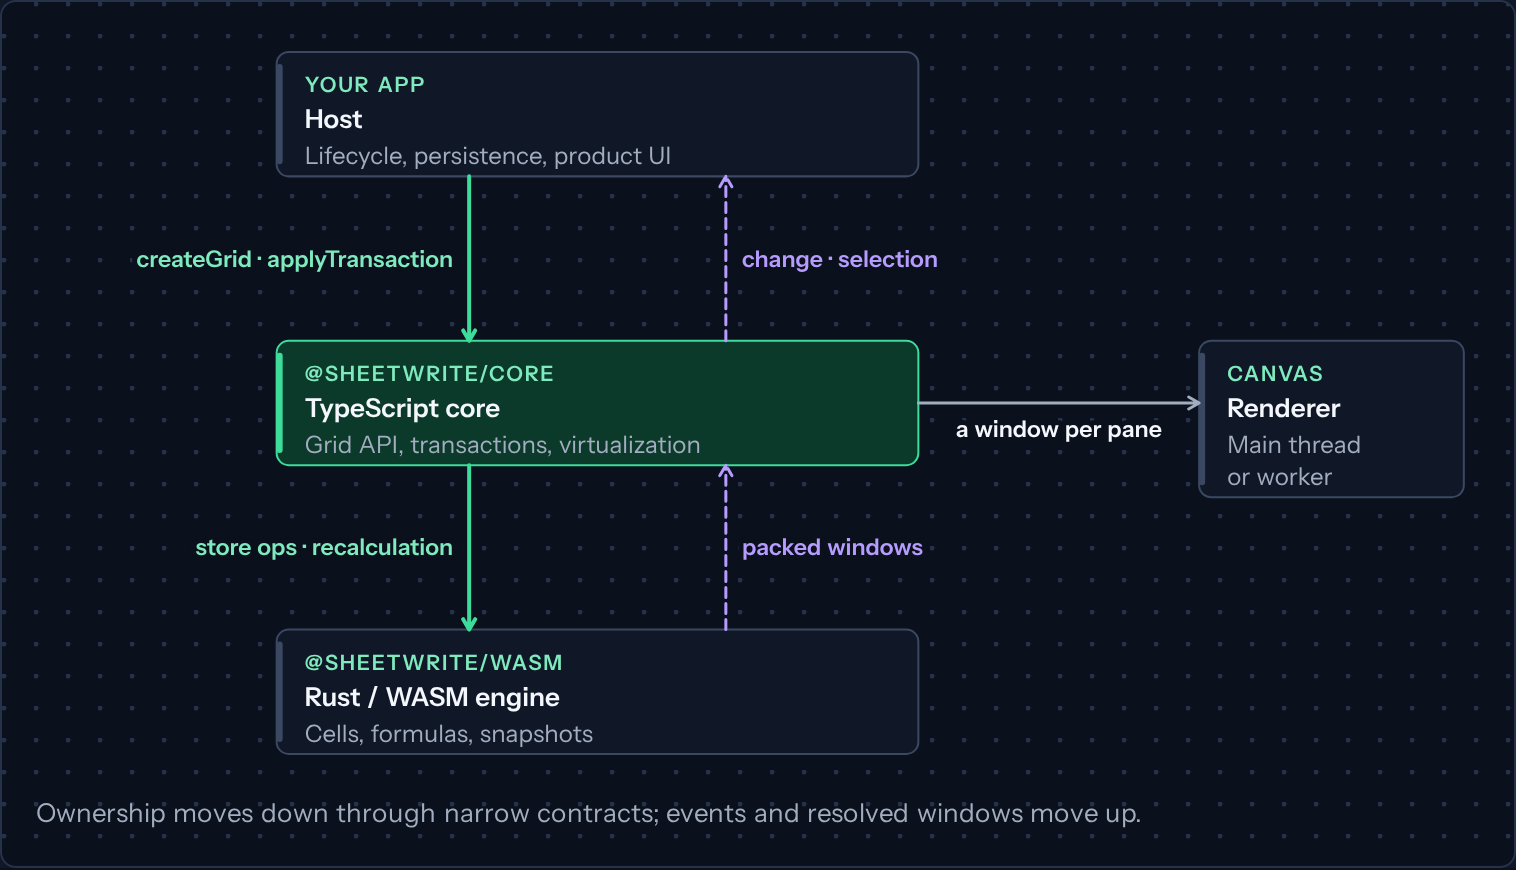 YOUR APP
Host
Lifecycle, persistence, product UI
createGrid · applyTransaction
change · selection
@SHEETWRITE/CORE
TypeScript core
Grid API, transactions, virtualization
a window per pane
CANVAS
Renderer
Main thread
or worker
store ops · recalculation
packed windows
@SHEETWRITE/WASM
Rust / WASM engine
Cells, formulas, snapshots
Ownership moves down through narrow contracts; events and resolved windows move up.